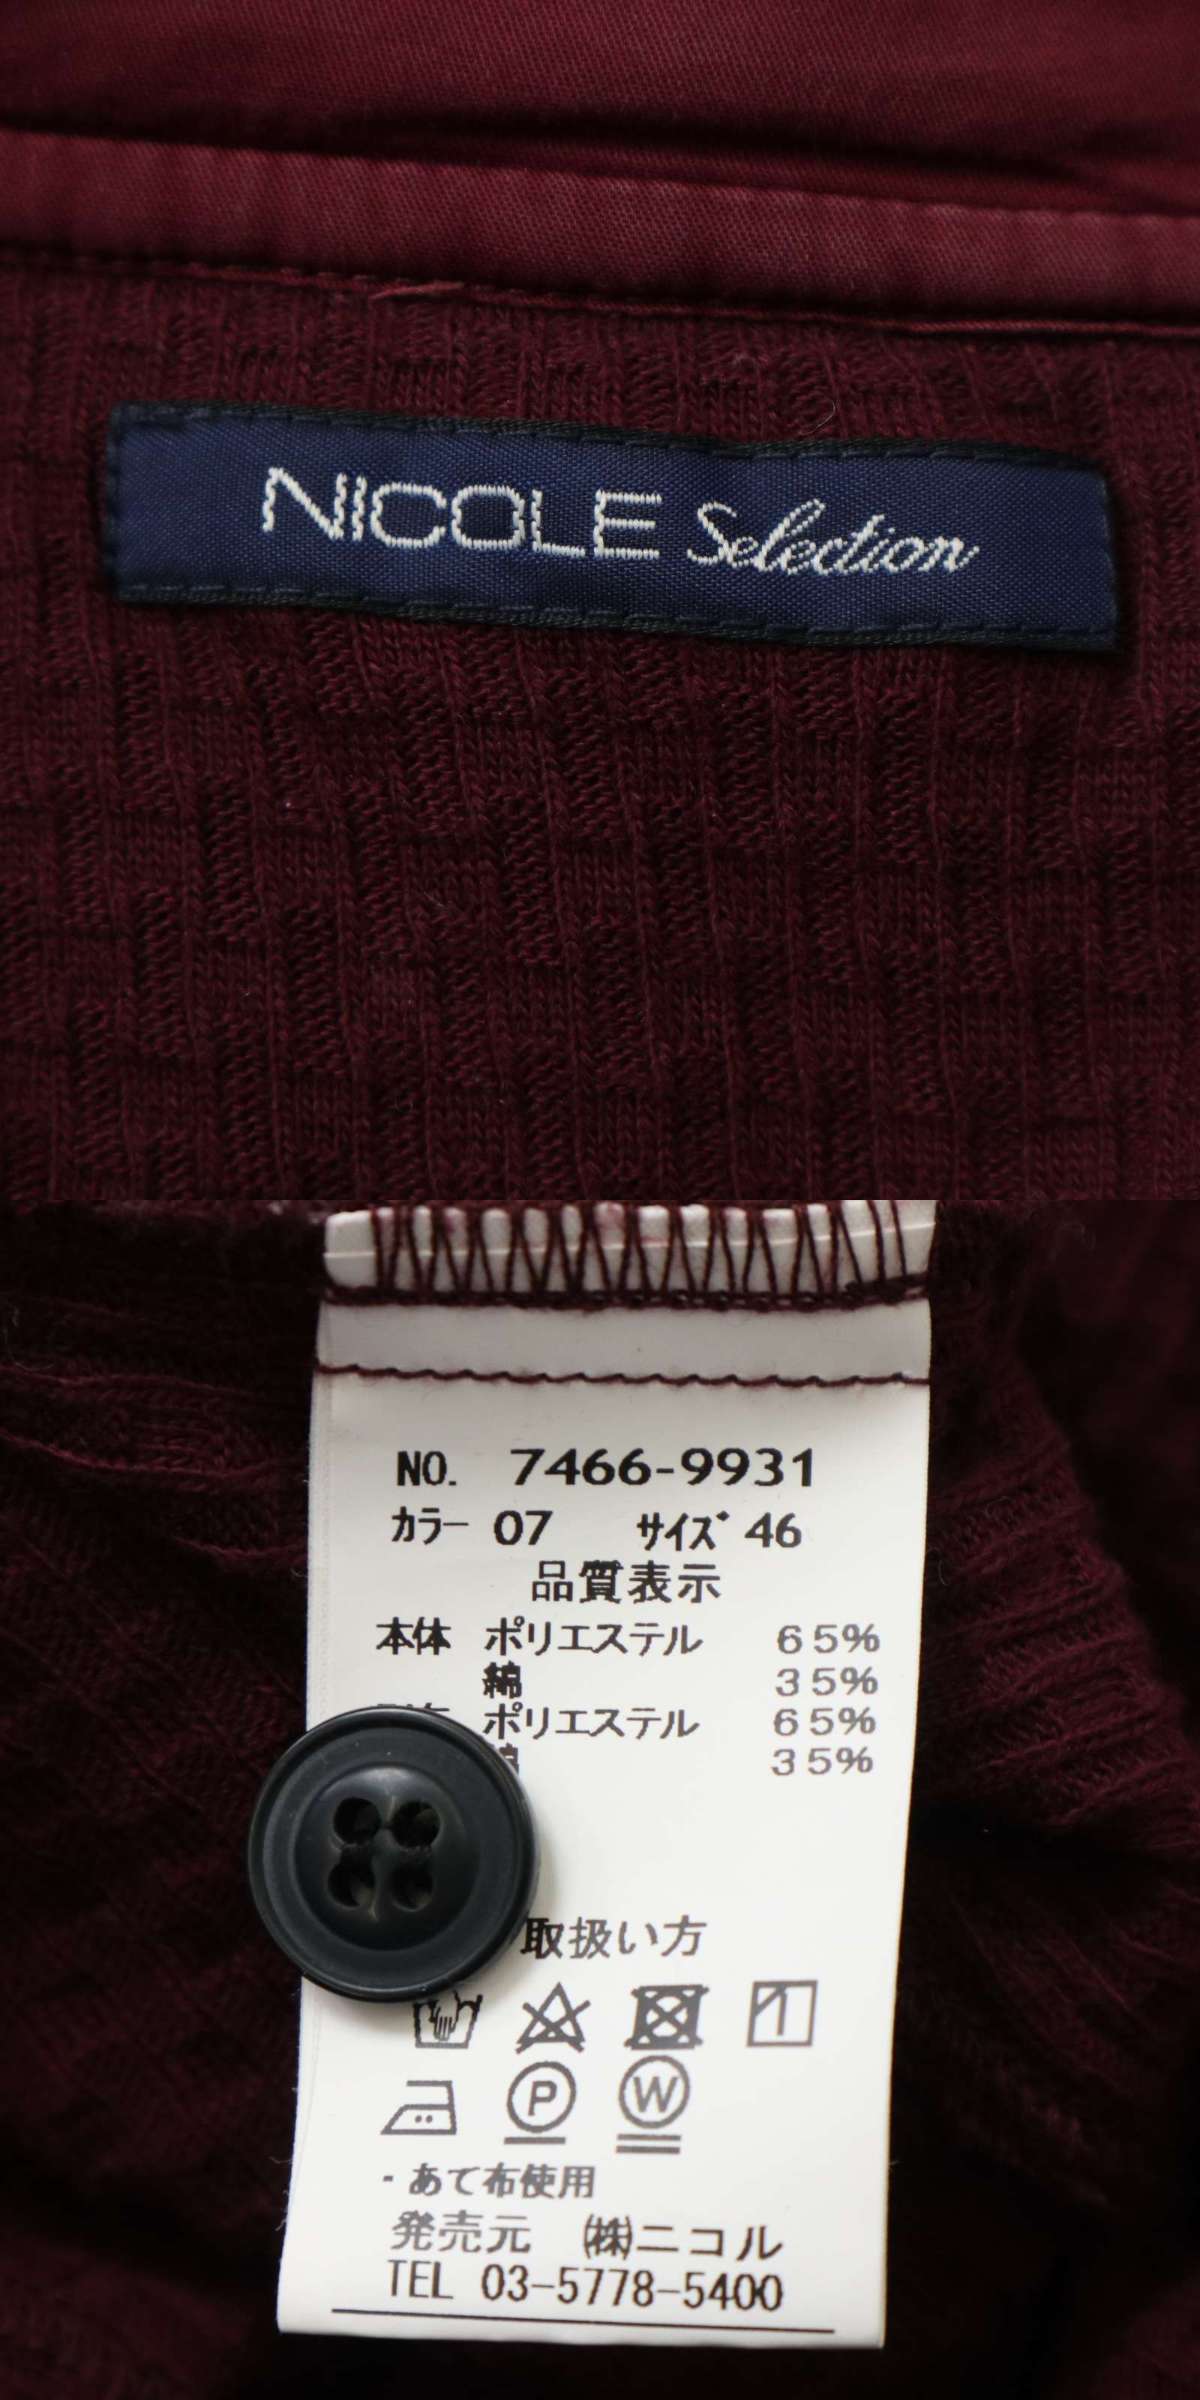 NICOLE Selection
NO. 7466-9931
カラー 07 サイズ 46
品質表示
本体 ポリエステル 65%
綿 35%
ポリエステル 65%
35%
取扱い方
P W
・あて布使用
発売元 ㈱ニコル
TEL 03-5778-5400